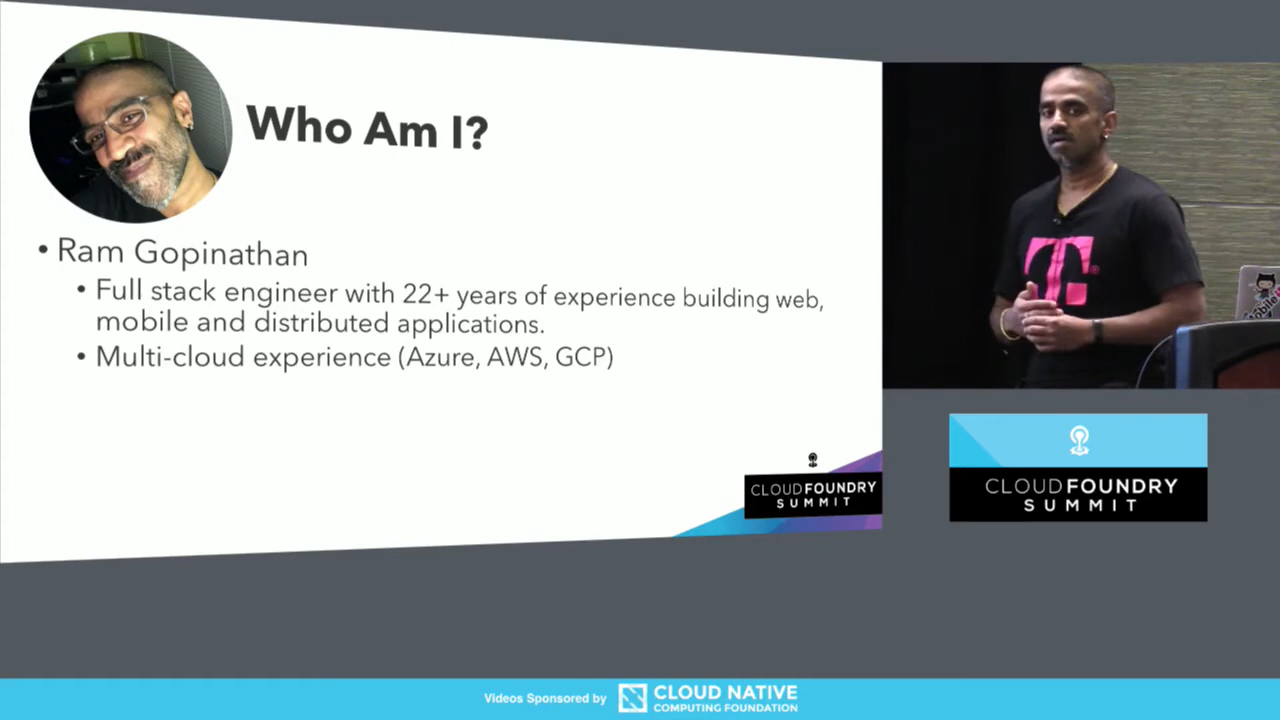 Who Am I?
• Ram Gopinathan
• Full stack engineer with 22+ years of experience building web,
mobile and distributed applications.
• Multi-cloud experience (Azure, AWS, GCP)
CLOUDFOUNDRY
SUMMIT
T
CLOUDFOUNDRY
SUMMIT
Videos Sponsored by
CLOUD NATIVE
COMPUTING FOUNDATION